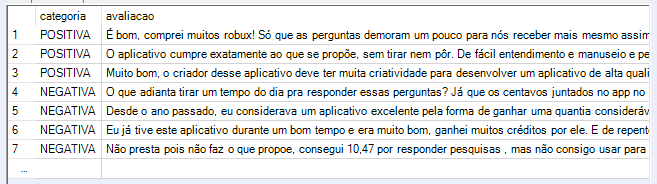 categoria avaliacao
1 POSITIVA É bom, comprei muitos robux! Só que as perguntas demoram um pouco para nós receber mais mesmo assim
2 POSITIVA O aplicativo cumpre exatamente ao que se propõe, sem tirar nem pôr. De fácil entendimento e manuseio e pe
3 POSITIVA Muito bom, o criador desse aplicativo deve ter muita criatividade para desenvolver um aplicativo de alta quali
4 NEGATIVA O que adianta tirar um tempo do dia pra responder essas perguntas? Já que os centavos juntados no app no
5 NEGATIVA Desde o ano passado, eu considerava um aplicativo excelente pela forma de ganhar uma quantia consideráv
6 NEGATIVA Eu já tive este aplicativo durante um bom tempo e era muito bom, ganhei muitos créditos por ele. E de repent
7 NEGATIVA Não presta pois não faz o que propoe, consegui 10,47 por responder pesquisas , mas não consigo usar para
...